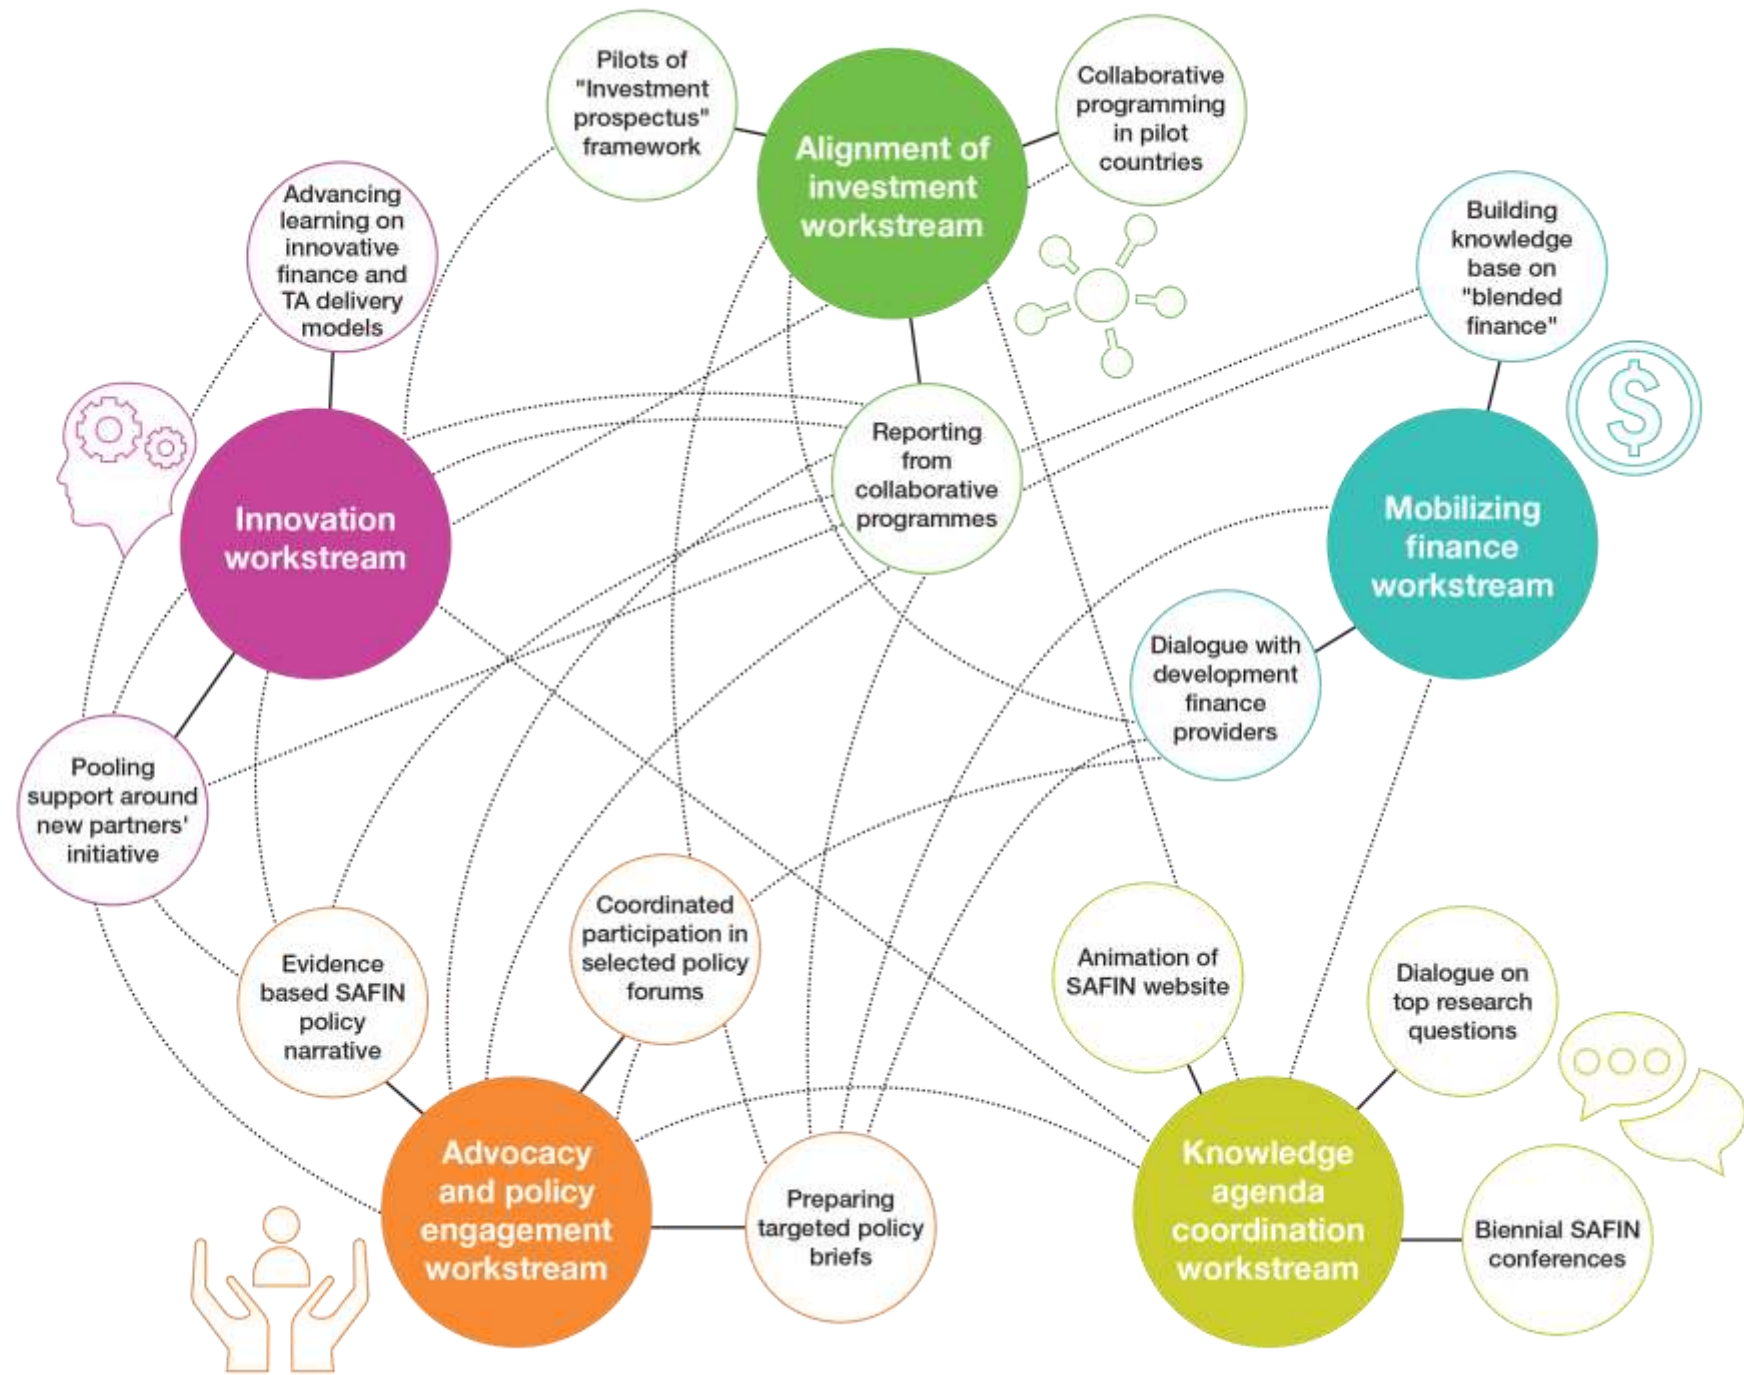 Pilots of
"Investment
prospectus"
framework
Alignment of
investment
workstream
Collaborative
programming
in pilot
countries
Advancing
learning on
innovative
finance and
TA delivery
models
Building
knowledge
base on
"blended
finance"
$
Reporting
from
collaborative
programmes
Innovation
workstream
Mobilizing
finance
workstream
Dialogue with
development
finance
providers
Pooling
support around
new partners'
initiative
Evidence
based SAFIN
policy
narrative
Coordinated
participation in
selected policy
forums
Animation of
SAFIN website
Dialogue on
top research
questions
Advocacy
and policy
engagement
workstream
Preparing
targeted policy
briefs
Knowledge
agenda
coordination
workstream
Biennial SAFIN
conferences